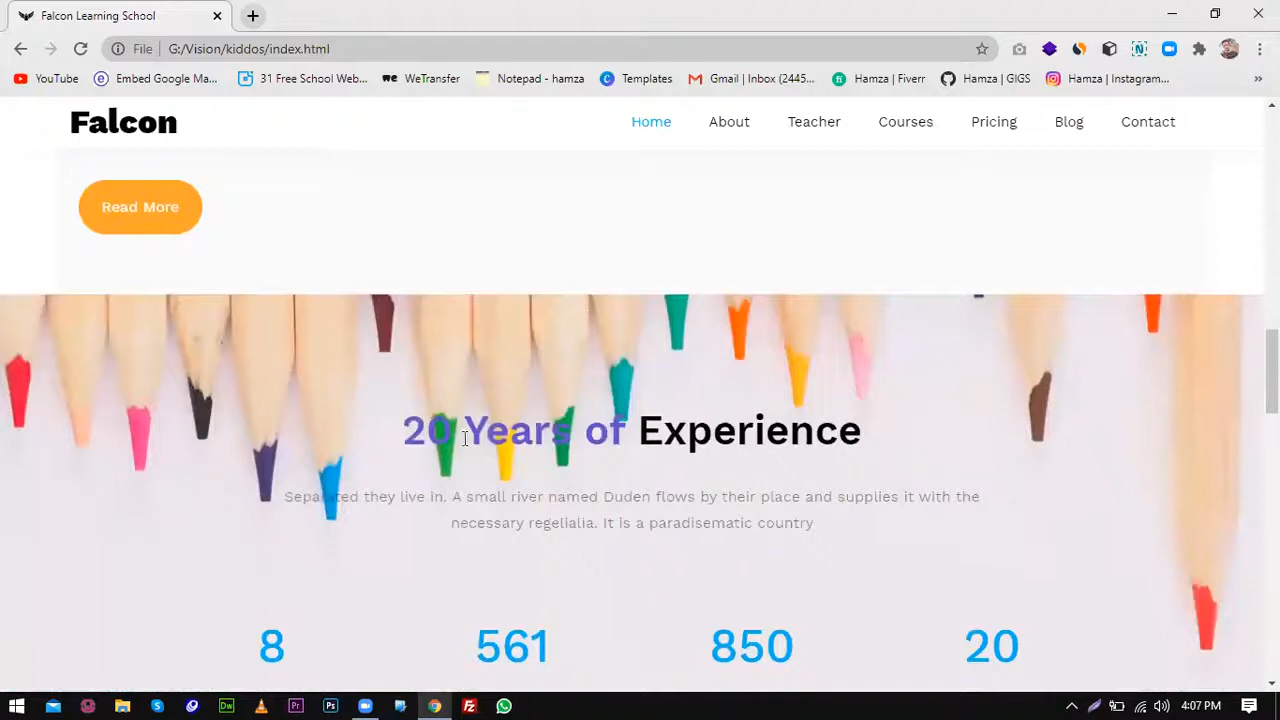 Falcon Learning School
File
G:/Vision/kiddos/index.html
YouTube
Embed Google Ma...
31 Free School Web...
WeTransfer
Notepad - hamza
Templates
Gmail | Inbox (2445...
Hamza | Fiverr
Hamza | GIGS
Hamza | Instagram...
»
Falcon
Home
About
Teacher
Courses
Pricing
Blog
Contact
Read More
20 Years of Experience
Separated they live in. A small river named Duden flows by their place and supplies it with the
necessary regelialia. It is a paradisematic country
8
561
850
20
4:07 PM